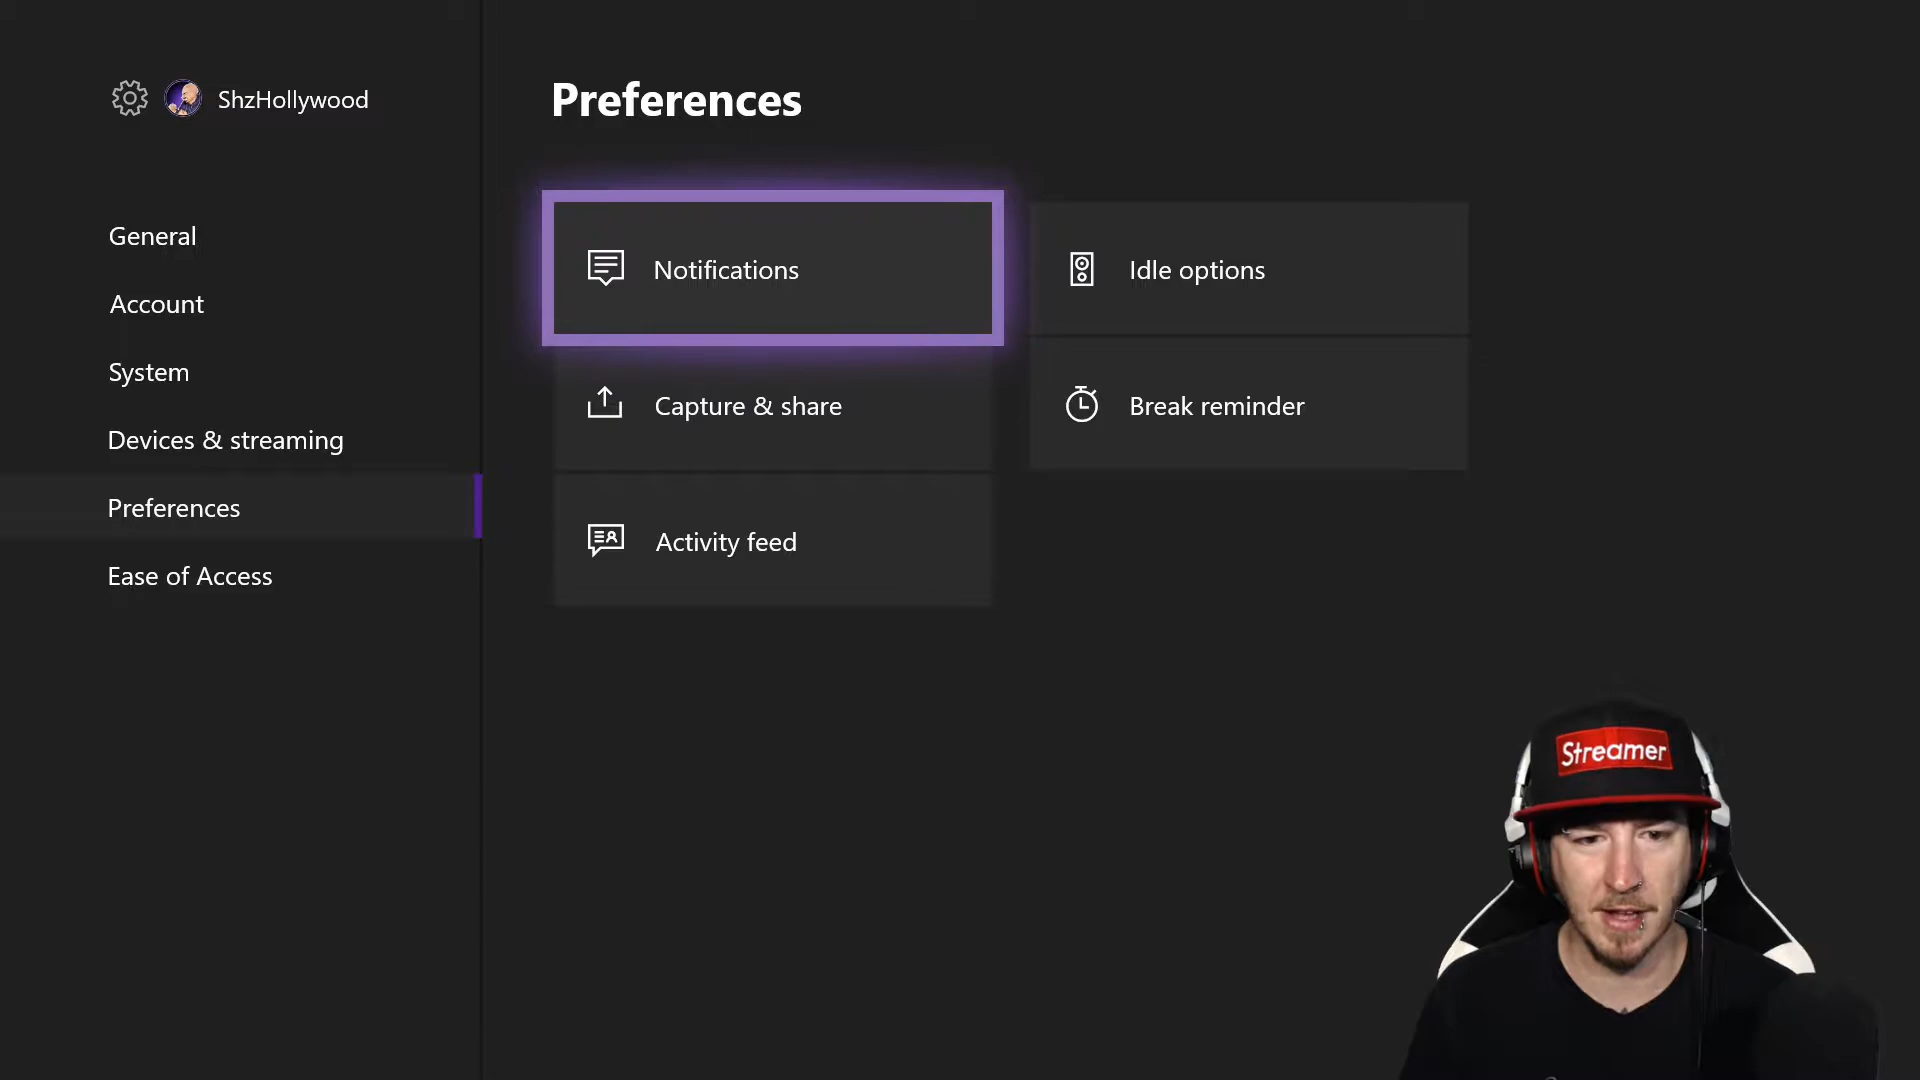 ShzHollywood
General
Account
System
Devices & streaming
Preferences
Ease of Access
Preferences
Notifications
Idle options
Capture & share
Break reminder
Activity feed
Streamer